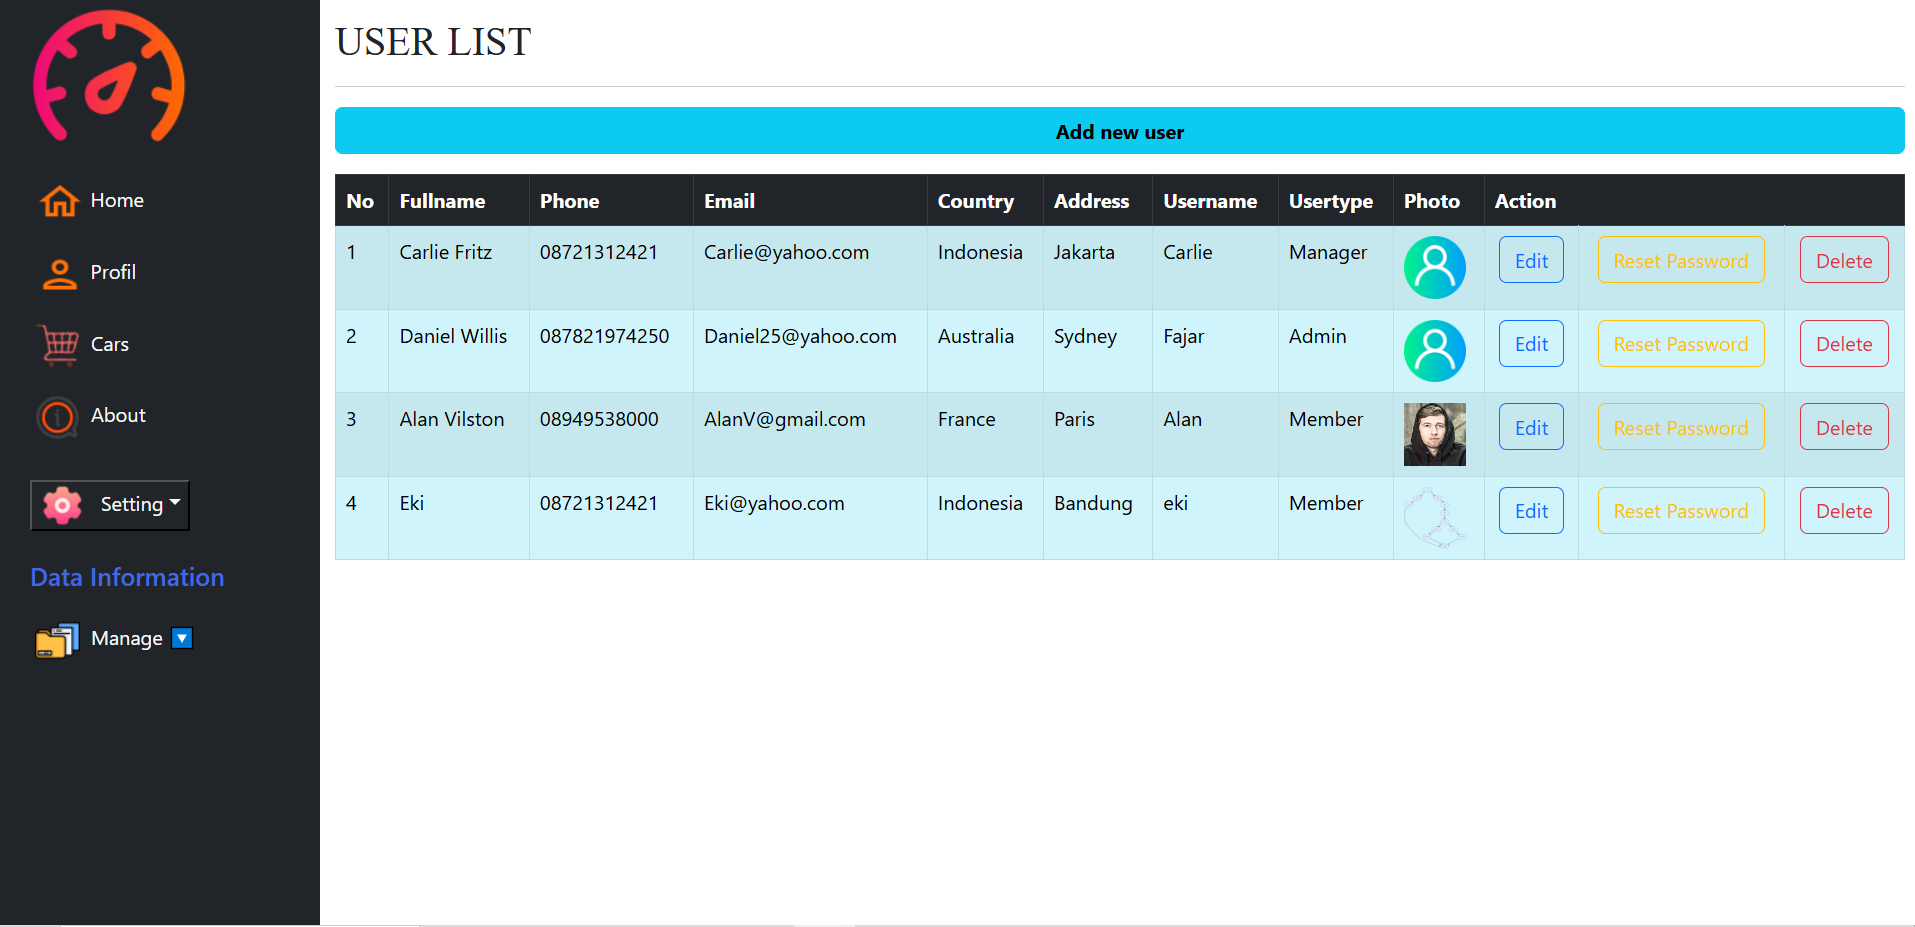 USER LIST
Add new user
Home
Profil
Cars
About
Setting
Data Information
Manage
No Fullname Phone Email Country Address Username Usertype Photo Action
1 Carlie Fritz 08721312421 Carlie@yahoo.com Indonesia Jakarta Carlie Manager Edit Reset Password Delete
2 Daniel Willis 087821974250 Daniel25@yahoo.com Australia Sydney Fajar Admin Edit Reset Password Delete
3 Alan Vilston 08949538000 AlanV@gmail.com France Paris Alan Member Edit Reset Password Delete
4 Eki 08721312421 Eki@yahoo.com Indonesia Bandung eki Member Edit Reset Password Delete